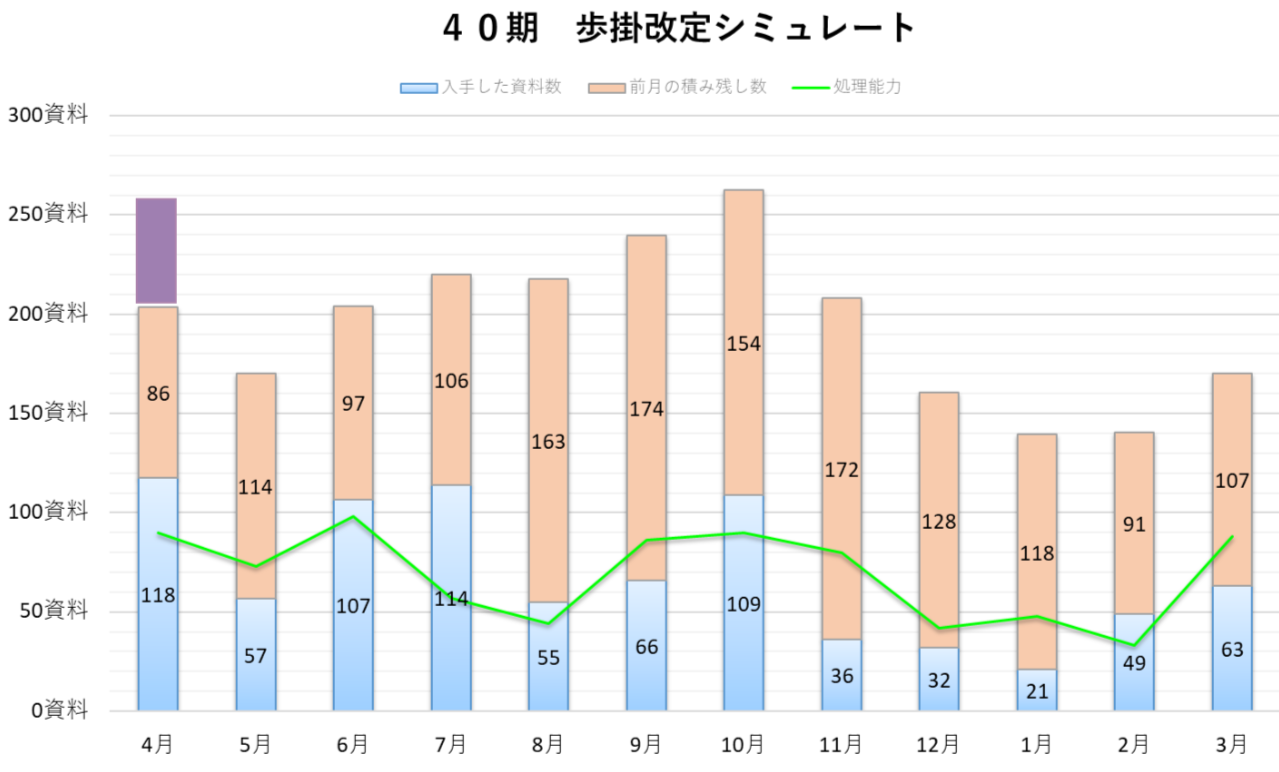 ４０期　歩掛改定シミュレート
入手した資料数 前月の積み残し数 処理能力
300資料
250資料
200資料
150資料
100資料
50資料
0資料
86 114 97 106 163 174 154 172 128 118 91 107
118 57 107 114 55 66 109 36 32 21 49 63
4月 5月 6月 7月 8月 9月 10月 11月 12月 1月 2月 3月